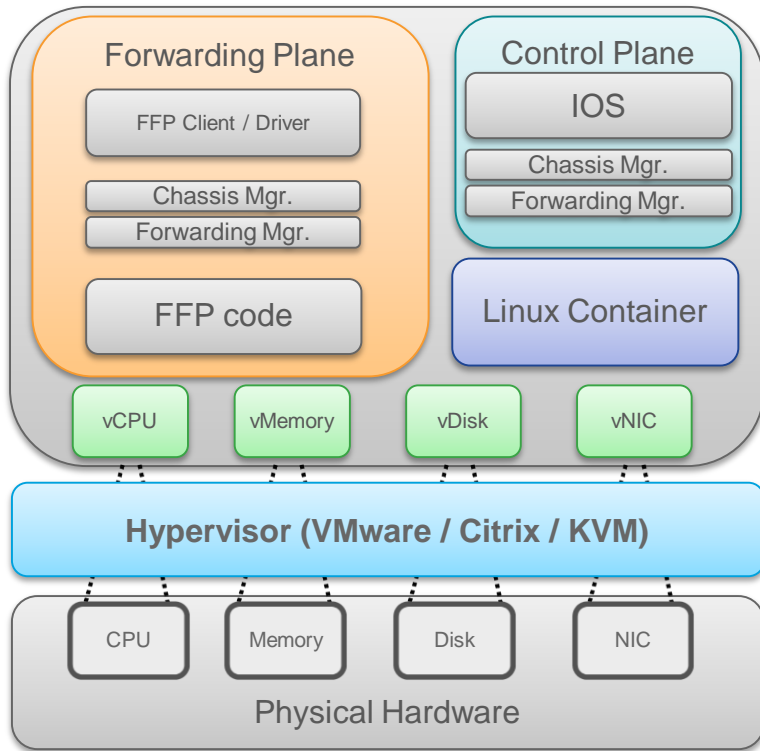 Forwarding Plane
FFP Client / Driver
Chassis Mgr.
Forwarding Mgr.
FFP code
Control Plane
IOS
Chassis Mgr.
Forwarding Mgr.
Linux Container
vCPU
vMemory
vDisk
vNIC
Hypervisor (VMware / Citrix / KVM)
CPU
Memory
Disk
NIC
Physical Hardware